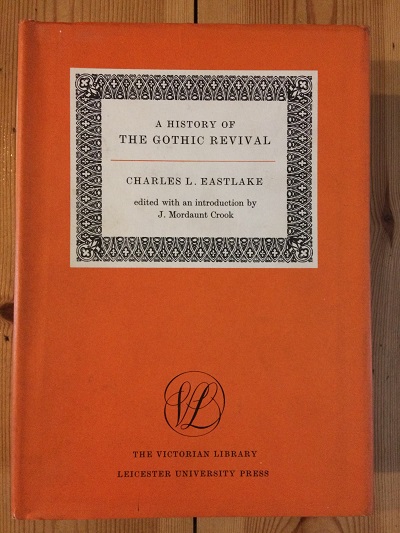 A HISTORY OF
THE GOTHIC REVIVAL
CHARLES L. EASTLAKE
edited with an introduction by
J. Mordaunt Crook
VL
THE VICTORIAN LIBRARY
LEICESTER UNIVERSITY PRESS